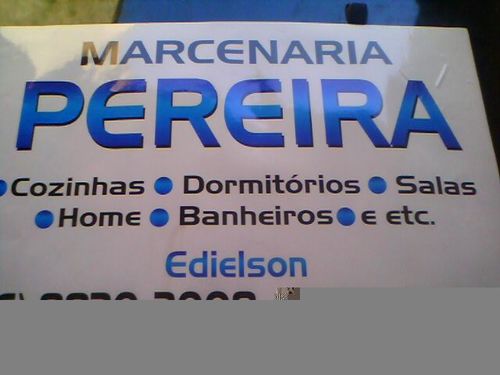 MARCENARIA
PEREIRA
• Cozinhas • Dormitórios • Salas
• Home • Banheiros • e etc.
Edielson